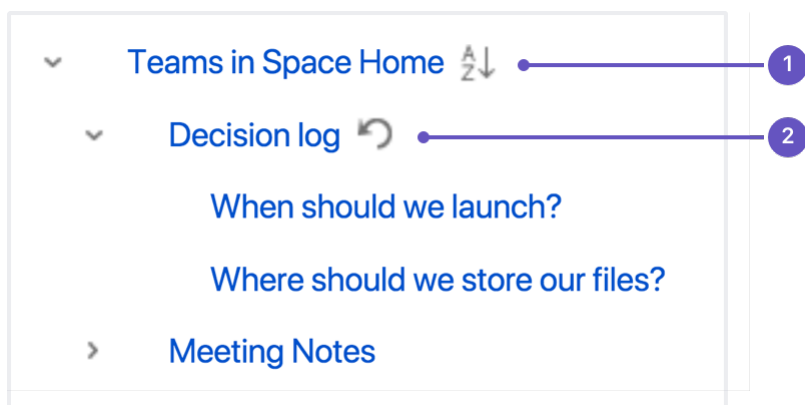 Teams in Space Home AZ 1
Decision log 2
When should we launch?
Where should we store our files?
Meeting Notes